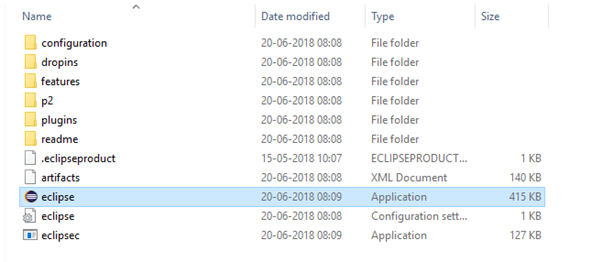 Name Date modified Type Size
configuration 20-06-2018 08:08 File folder
dropins 20-06-2018 08:08 File folder
features 20-06-2018 08:08 File folder
p2 20-06-2018 08:08 File folder
plugins 20-06-2018 08:08 File folder
readme 20-06-2018 08:08 File folder
.eclipseproduct 15-05-2018 10:07 ECLIPSEPRODUCT... 1 KB
artifacts 20-06-2018 08:08 XML Document 140 KB
eclipse 20-06-2018 08:09 Application 415 KB
eclipse 20-06-2018 08:08 Configuration sett... 1 KB
eclipsec 20-06-2018 08:09 Application 127 KB